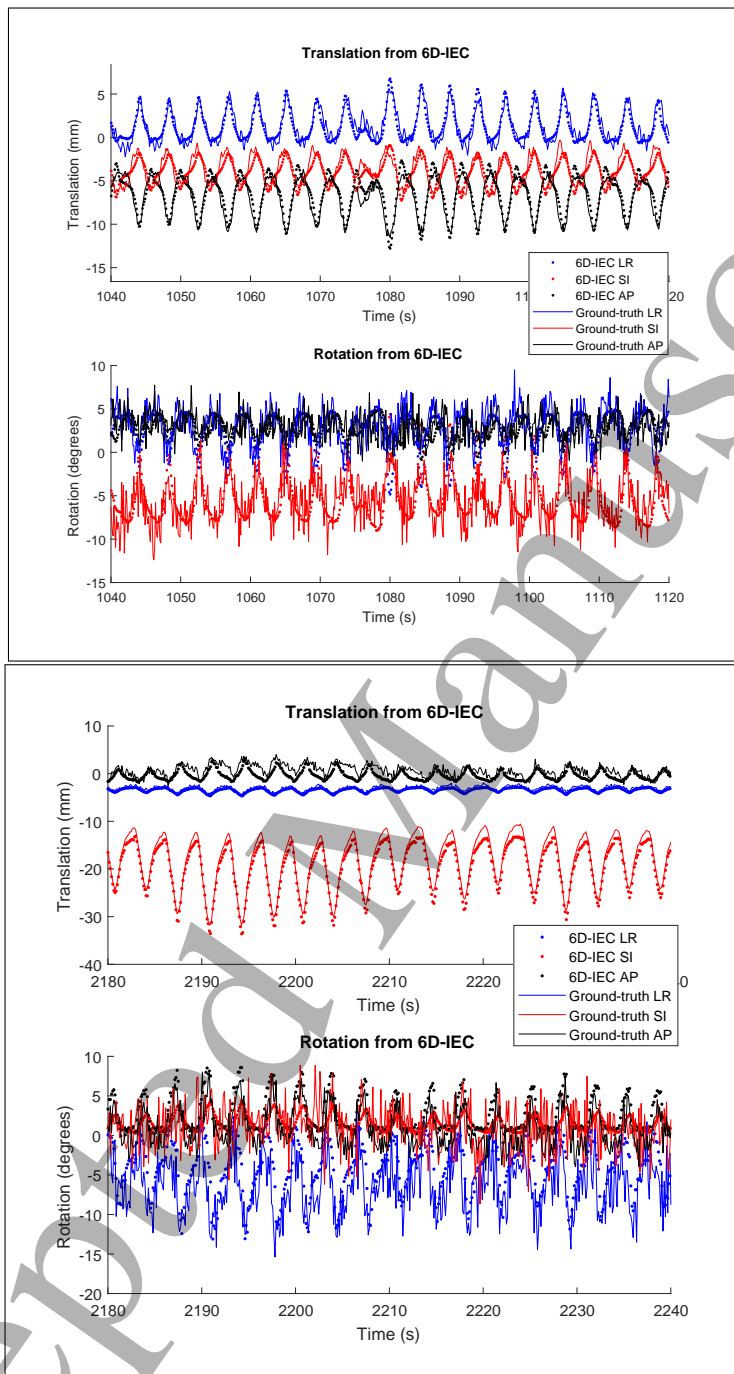 Translation from 6D-IEC
5
0
-5
-10
-15
Translation (mm)
1040 1050 1060 1070 1080 1090 20
Time (s)
6D-IEC LR
6D-IEC SI
6D-IEC AP
Ground-truth LR
Ground-truth SI
Ground-truth AP
Rotation from 6D-IEC
10
5
0
-5
-10
-15
Rotation (degrees)
1040 1050 1060 1070 1080 1090 1100 1110 1120
Time (s)
Translation from 6D-IEC
10
0
-10
-20
-30
-40
Translation (mm)
2180 2190 2200 2210 2220 40
Time (s)
6D-IEC LR
6D-IEC SI
6D-IEC AP
Ground-truth LR
Ground-truth SI
Ground-truth AP
Rotation from 6D-IEC
10
5
0
-5
-10
-15
-20
Rotation (degrees)
2180 2190 2200 2210 2220 2230 2240
Time (s)
epted Manusc